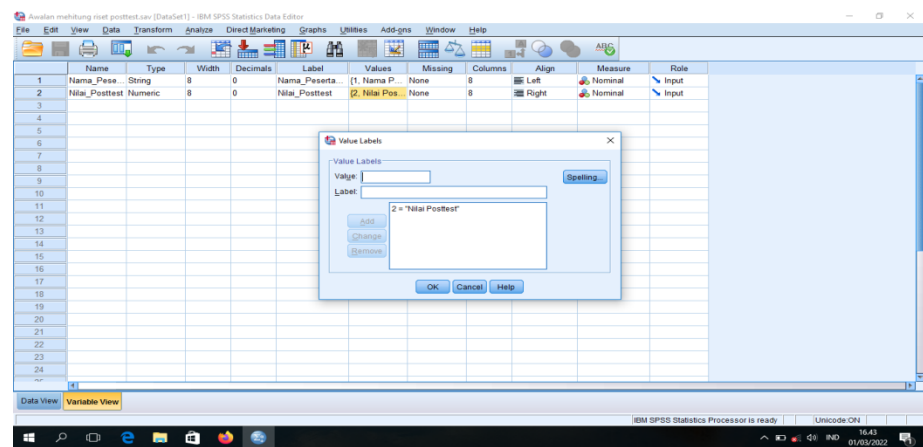 Awalan mehitung riset posttest.sav [DataSet1] - IBM SPSS Statistics Data Editor
File Edit View Data Transform Analyze Direct Marketing Graphs Utilities Add-ons Window Help
Name Type Width Decimals Label Values Missing Columns Align Measure Role
1 Nama_Pese... String 8 0 Nama_Peserta... {1, Nama P... None 8 Left Nominal Input
2 Nilai_Posttest Numeric 8 0 Nilai_Posttest {2, Nilai Pos... None 8 Right Nominal Input
3
4
5
6
7
8
9
10
11
12
13
14
15
16
17
18
19
20
21
22
23
24
Value Labels
Value Labels
Value:
Spelling...
Label:
2 = "Nilai Posttest"
Add
Change
Remove
OK Cancel Help
Data View Variable View
IBM SPSS Statistics Processor is ready Unicode:ON
IND
16.43
01/03/2022